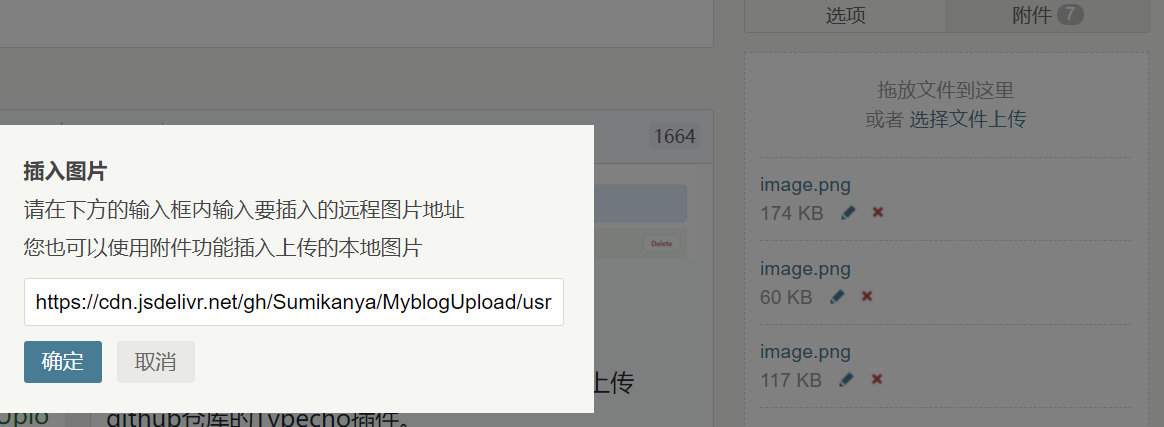 选项
附件 7
拖放文件到这里
或者 选择文件上传
image.png
174 KB
image.png
60 KB
image.png
117 KB
1664
Delete
插入图片
请在下方的输入框内输入要插入的远程图片地址
您也可以使用附件功能插入上传的本地图片
https://cdn.jsdelivr.net/gh/Sumikanya/MyblogUpload/usr
确定 取消
上传
Uplo
github仓库的Typecho插件。